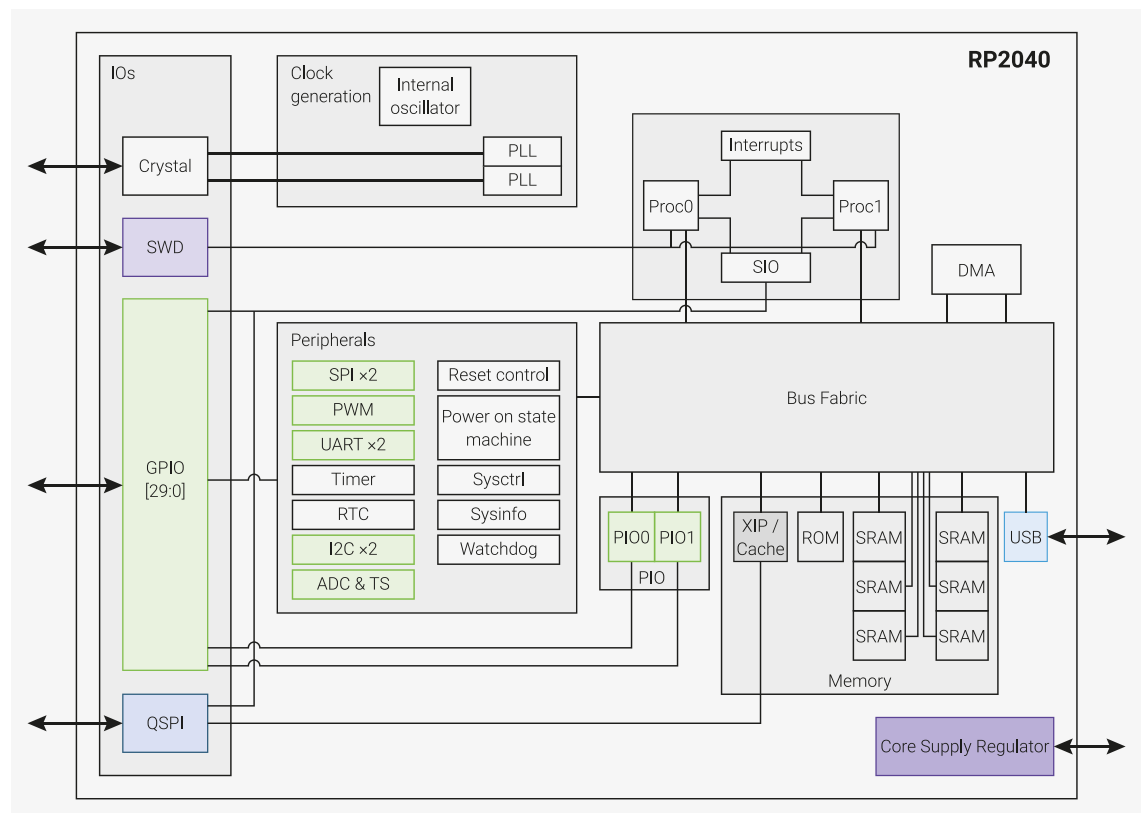 RP2040
IOs
Crystal
SWD
GPIO
[29:0]
QSPI
Clock
generation
Internal
oscillator
PLL
PLL
Interrupts
Proc0
Proc1
SIO
DMA
Peripherals
SPI ×2
PWM
UART ×2
Timer
RTC
I2C ×2
ADC & TS
Reset control
Power on state
machine
Sysctrl
Sysinfo
Watchdog
Bus Fabric
PIO0
PIO1
PIO
XIP /
Cache
ROM
SRAM
SRAM
SRAM
SRAM
SRAM
SRAM
Memory
USB
Core Supply Regulator